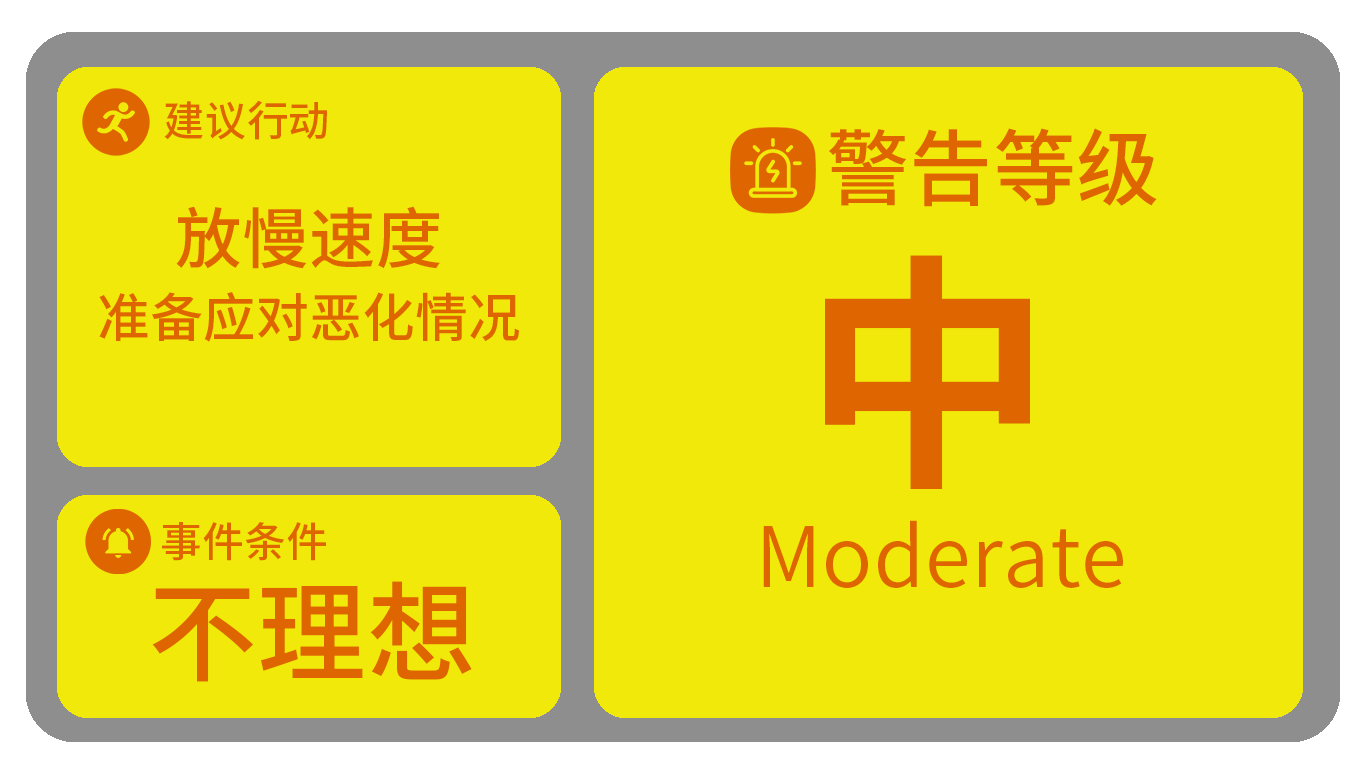 建议行动
放慢速度
准备应对恶化情况
事件条件
不理想
警告等级
中
Moderate